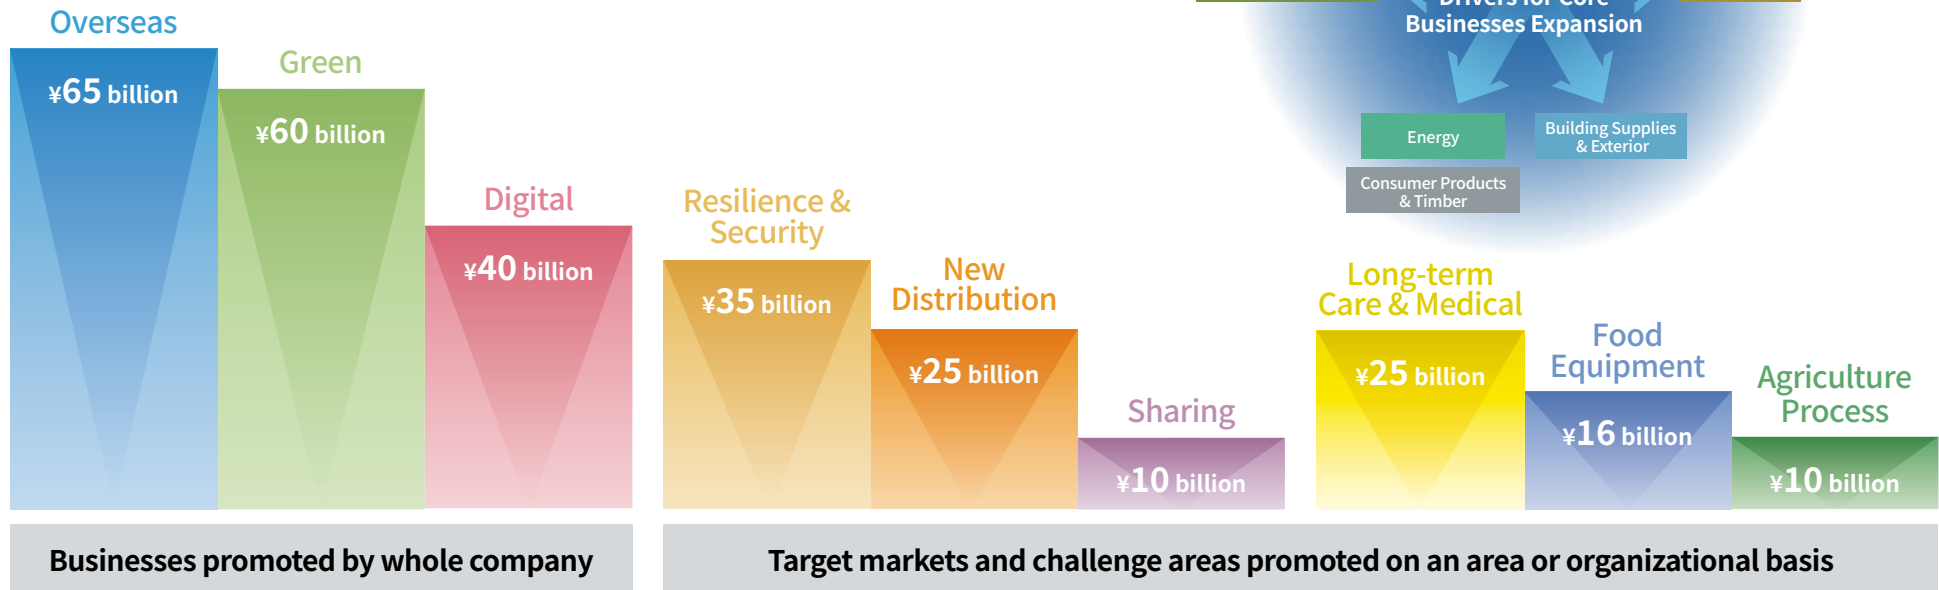 Overseas
¥65 billion
Green
¥60 billion
Digital
¥40 billion
Resilience &
Security
¥35 billion
New
Distribution
¥25 billion
Sharing
¥10 billion
Drivers for Core
Businesses Expansion
Energy
Building Supplies
& Exterior
Consumer Products
& Timber
Long-term
Care & Medical
¥25 billion
Food
Equipment
¥16 billion
Agriculture
Process
¥10 billion
Businesses promoted by whole company
Target markets and challenge areas promoted on an area or organizational basis